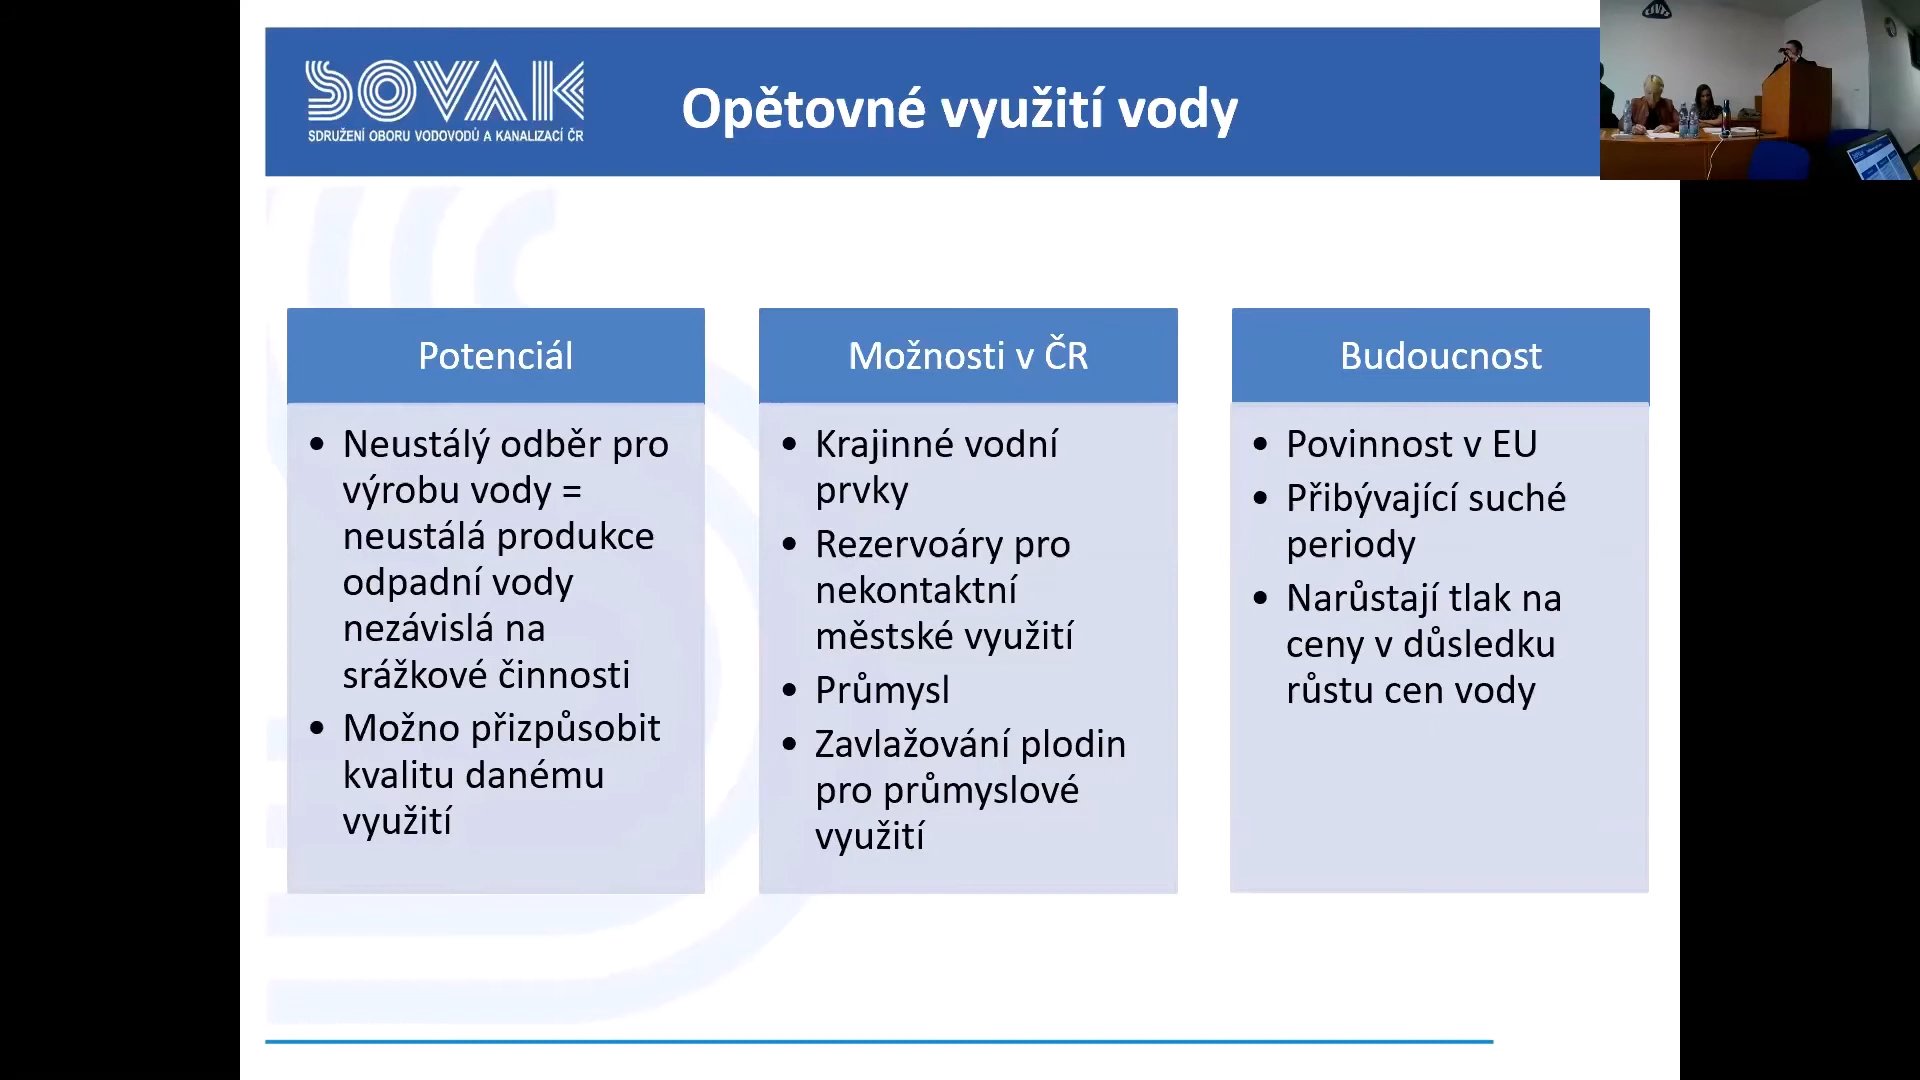 SOVAK
SDRUŽENÍ OBORU VODOVODŮ A KANALIZACÍ ČR
Opětovné využití vody
Potenciál
• Neustálý odběr pro
výrobu vody =
neustálá produkce
odpadní vody
nezávislá na
srážkové činnosti
• Možno přizpůsobit
kvalitu danému
využití
Možnosti v ČR
• Krajinné vodní
prvky
• Rezervoáry pro
nekontaktní
městské využití
• Průmysl
• Zavlažování plodin
pro průmyslové
využití
Budoucnost
• Povinnost v EU
• Přibývající suché
periody
• Narůstají tlak na
ceny v důsledku
růstu cen vody